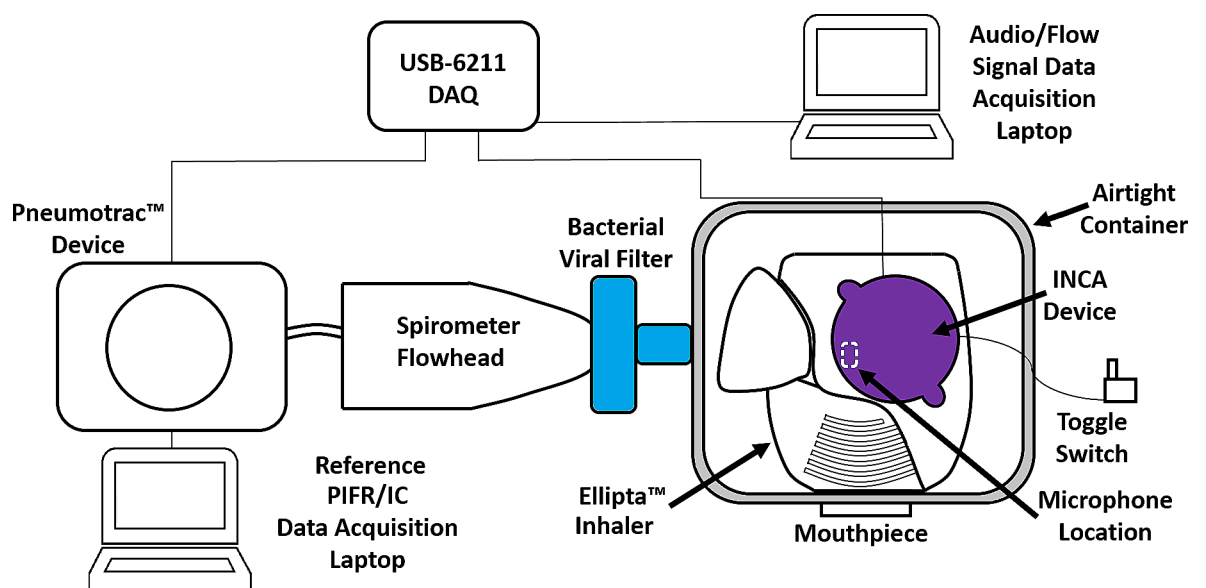 USB-6211
DAQ
Audio/Flow
Signal Data
Acquisition
Laptop
Pneumotrac™
Device
Bacterial
Viral Filter
Airtight
Container
INCA
Device
Spirometer
Flowhead
Toggle
Switch
Reference
PIFR/IC
Data Acquisition
Laptop
Ellipta™
Inhaler
Mouthpiece
Microphone
Location